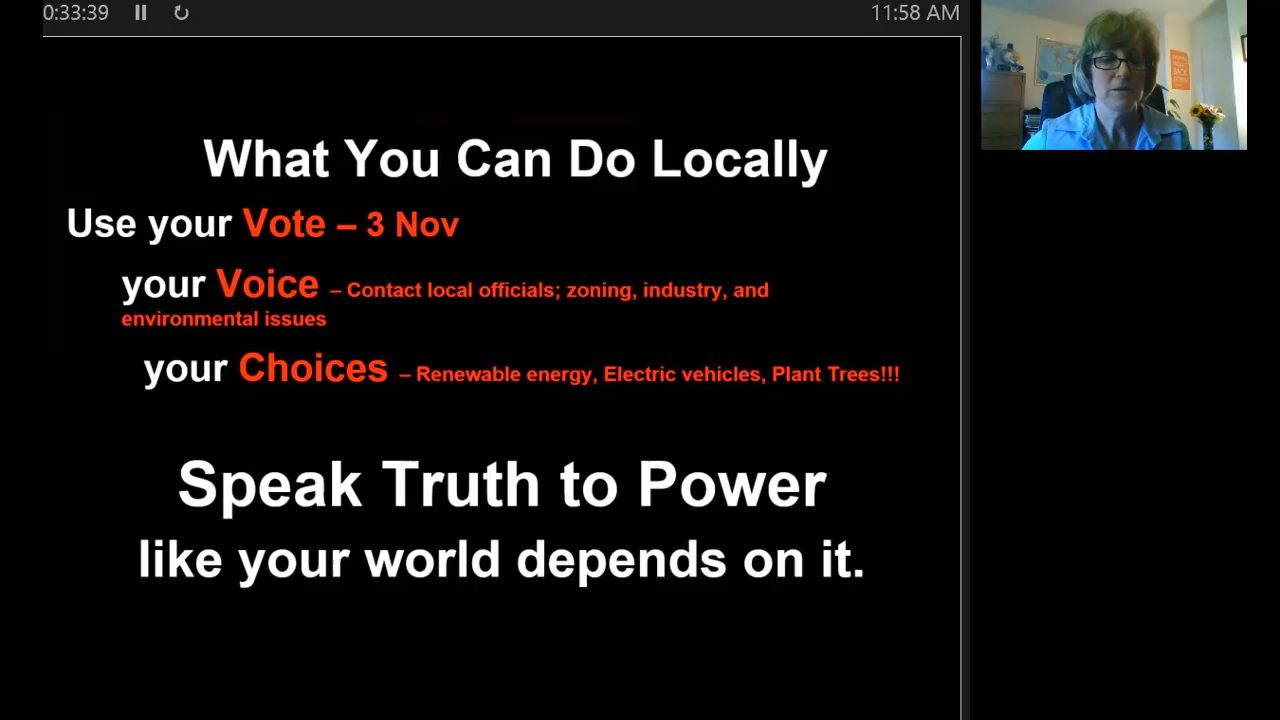 0:33:39
11:58 AM
What You Can Do Locally
Use your Vote – 3 Nov
your Voice – Contact local officials; zoning, industry, and
environmental issues
your Choices – Renewable energy, Electric vehicles, Plant Trees!!!
Speak Truth to Power
like your world depends on it.